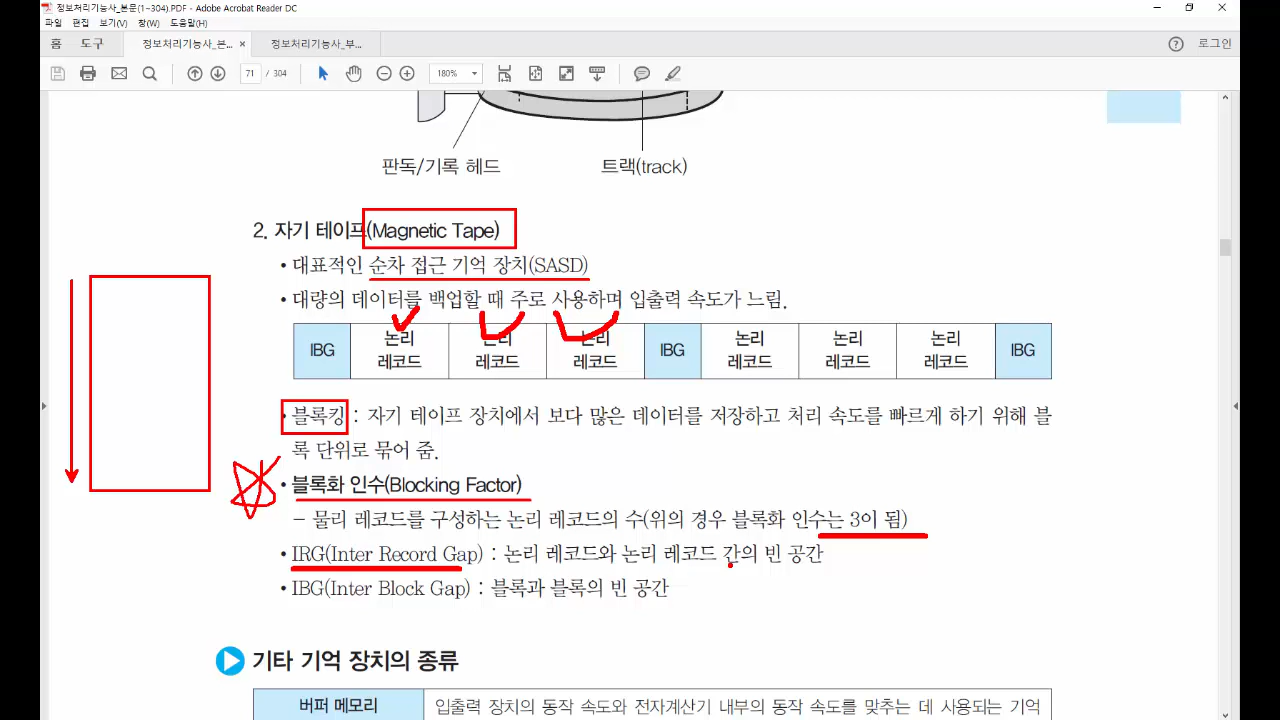 정보처리기능사_본문(1~304).PDF - Adobe Acrobat Reader DC
파일 편집 보기(V) 창(W) 도움말(H)
홈 도구 정보처리기능사_본... × 정보처리기능사_부... ? 로그인
71 / 304 180%
판독/기록 헤드 트랙(track)
2. 자기 테이프(Magnetic Tape)
• 대표적인 순차 접근 기억 장치(SASD)
• 대량의 데이터를 백업할 때 주로 사용하며 입출력 속도가 느림.
IBG 논리 레코드 논리 레코드 논리 레코드 IBG 논리 레코드 논리 레코드 논리 레코드 IBG
• 블록킹 : 자기 테이프 장치에서 보다 많은 데이터를 저장하고 처리 속도를 빠르게 하기 위해 블
록 단위로 묶어 줌.
• 블록화 인수(Blocking Factor)
– 물리 레코드를 구성하는 논리 레코드의 수(위의 경우 블록화 인수는 3이 됨)
• IRG(Inter Record Gap) : 논리 레코드와 논리 레코드 간의 빈 공간
• IBG(Inter Block Gap) : 블록과 블록의 빈 공간
기타 기억 장치의 종류
버퍼 메모리 입출력 장치의 동작 속도와 전자계산기 내부의 동작 속도를 맞추는 데 사용되는 기억